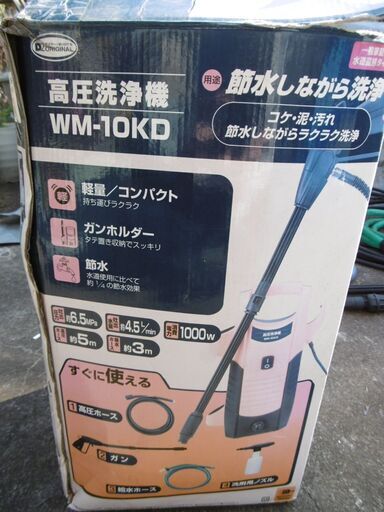 ORIGINAL
高圧洗浄機
WM-10KD
用途
節水しながら洗浄
コケ・泥・汚れ
節水しながらラクラク洗浄
軽
軽量／コンパクト
持ち運びラクラク
ガンホルダー
タテ置き収納でスッキリ
節水
水道使用に比べて
約¼の節水効果
約6.5MPa
約4.5L/min
1000W
約5m
約3m
すぐに使える
1 高圧ホース
2 ガン
3 給水ホース
4 洗剤用ノズル
高圧洗浄機